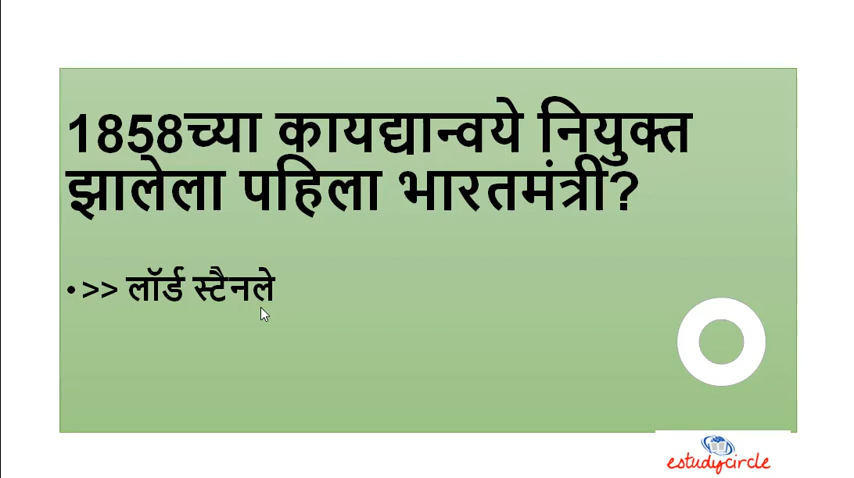 1858च्या कायद्यान्वये नियुक्त
झालेला पहिला भारतमंत्री?
• >> लॉर्ड स्टॅनले
estudycircle